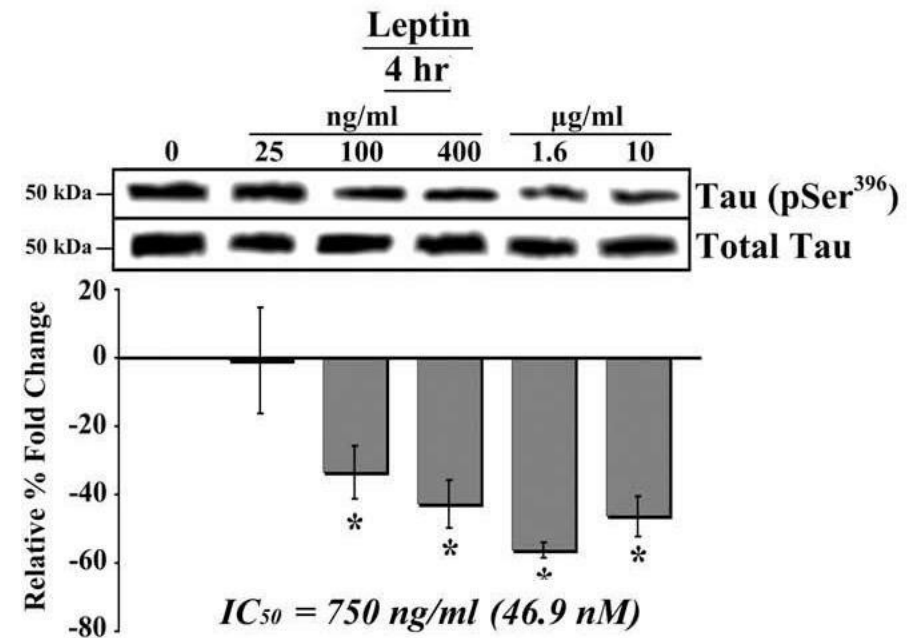 Leptin
4 hr
ng/ml µg/ml
0 25 100 400 1.6 10
50 kDa Tau (pSer³⁹⁶)
50 kDa Total Tau
Relative % Fold Change
20
0
-20
-40
-60
-80
* * * *
IC₅₀ = 750 ng/ml (46.9 nM)